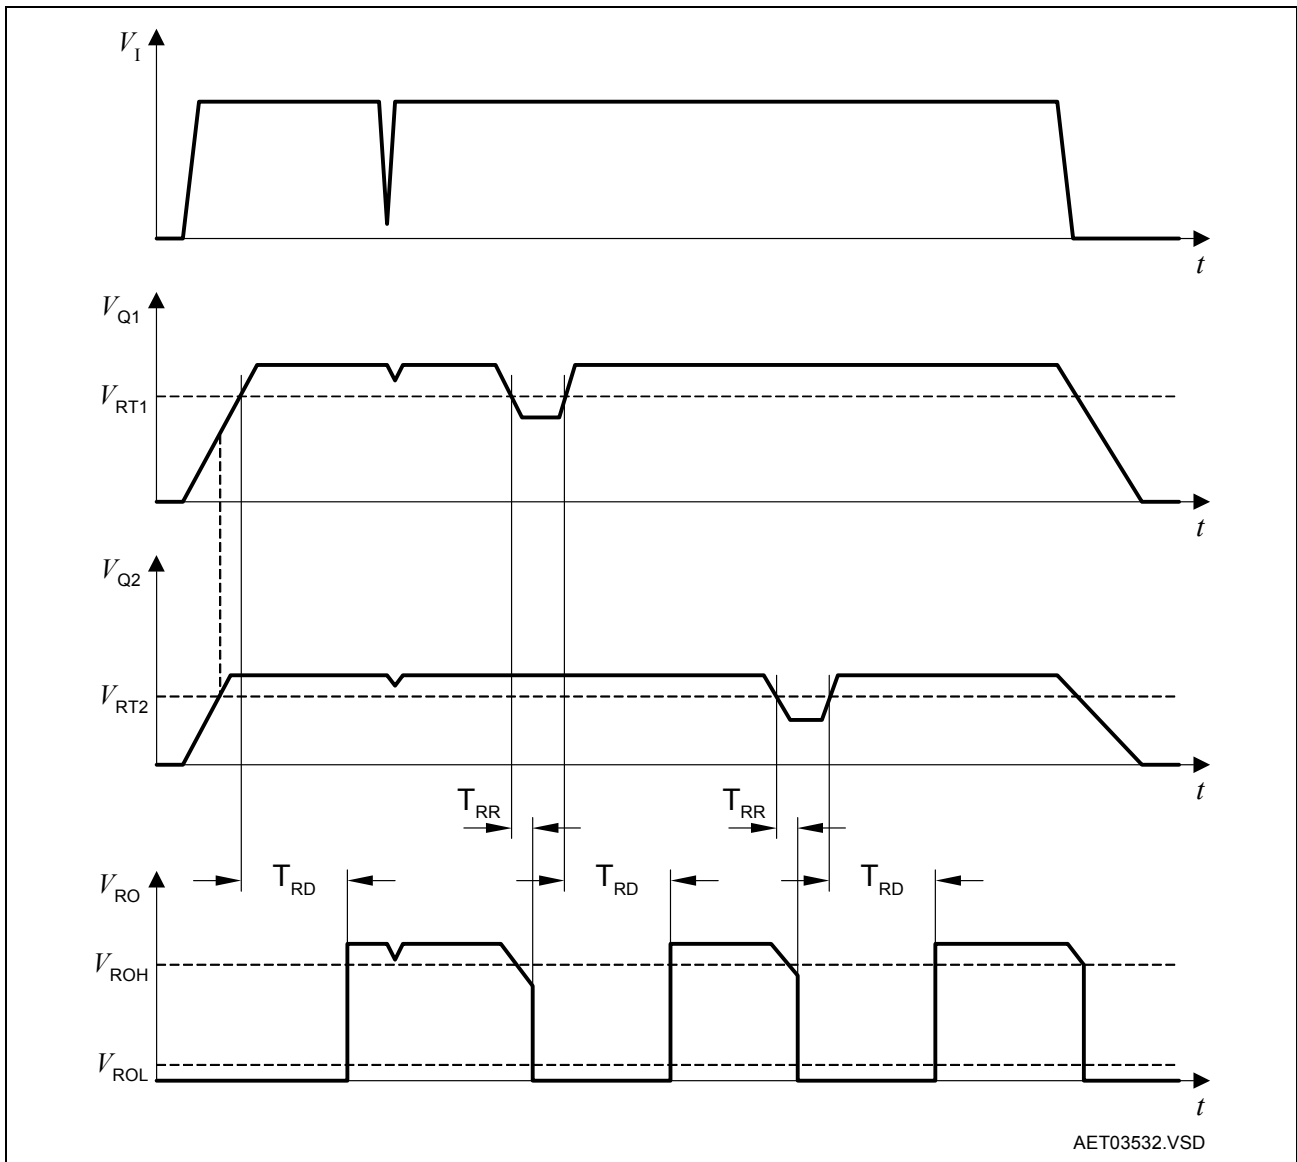 V_I
t
V_Q1
V_RT1
t
V_Q2
V_RT2
t
T_RR T_RR
V_RO T_RD T_RD T_RD
V_ROH
V_ROL
t
AET03532.VSD